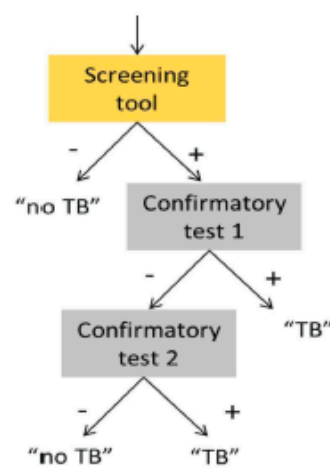 Screening
tool
-
+
“no TB”
Confirmatory
test 1
-
+
Confirmatory
test 2
“TB”
-
+
“no TB”
“TB”